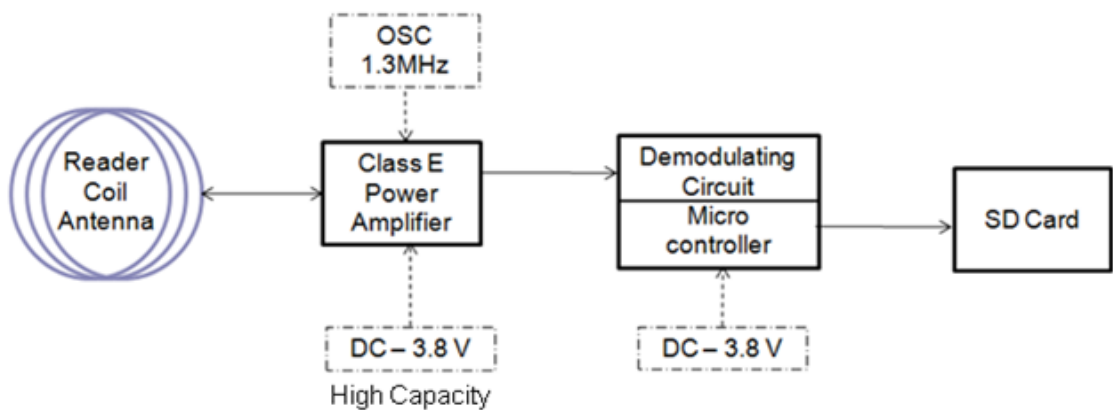 OSC
1.3MHz
Reader
Coil
Antenna
Class E
Power
Amplifier
Demodulating
Circuit
Micro
controller
SD Card
DC – 3.8 V
High Capacity
DC – 3.8 V